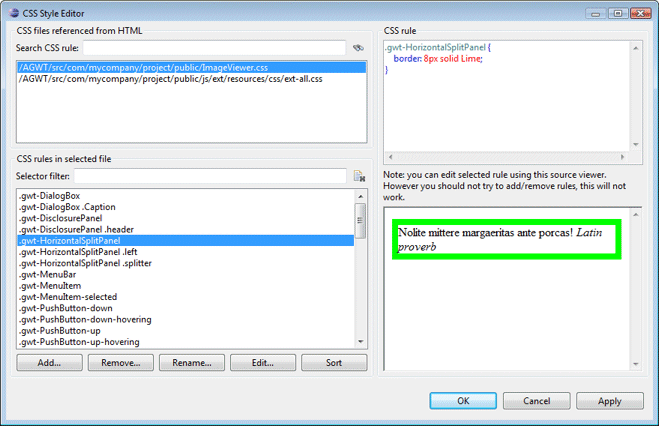 CSS Style Editor
CSS files referenced from HTML
Search CSS rule:
/AGWT/src/com/mycompany/project/public/ImageViewer.css
/AGWT/src/com/mycompany/project/public/js/ext/resources/css/ext-all.css
CSS rules in selected file
Selector filter:
.gwt-DialogBox
.gwt-DialogBox .Caption
.gwt-DisclosurePanel
.gwt-DisclosurePanel .header
.gwt-HorizontalSplitPanel
.gwt-HorizontalSplitPanel .left
.gwt-HorizontalSplitPanel .splitter
.gwt-MenuBar
.gwt-MenuItem
.gwt-MenuItem-selected
.gwt-PushButton-down
.gwt-PushButton-down-hovering
.gwt-PushButton-up
.gwt-PushButton-up-hovering
Add... Remove... Rename... Edit... Sort
CSS rule
.gwt-HorizontalSplitPanel {
border: 8px solid Lime;
}
Note: you can edit selected rule using this source viewer.
However you should not try to add/remove rules, this will not
work.
Nolite mittere margaeritas ante porcas! Latin
proverb
OK Cancel Apply